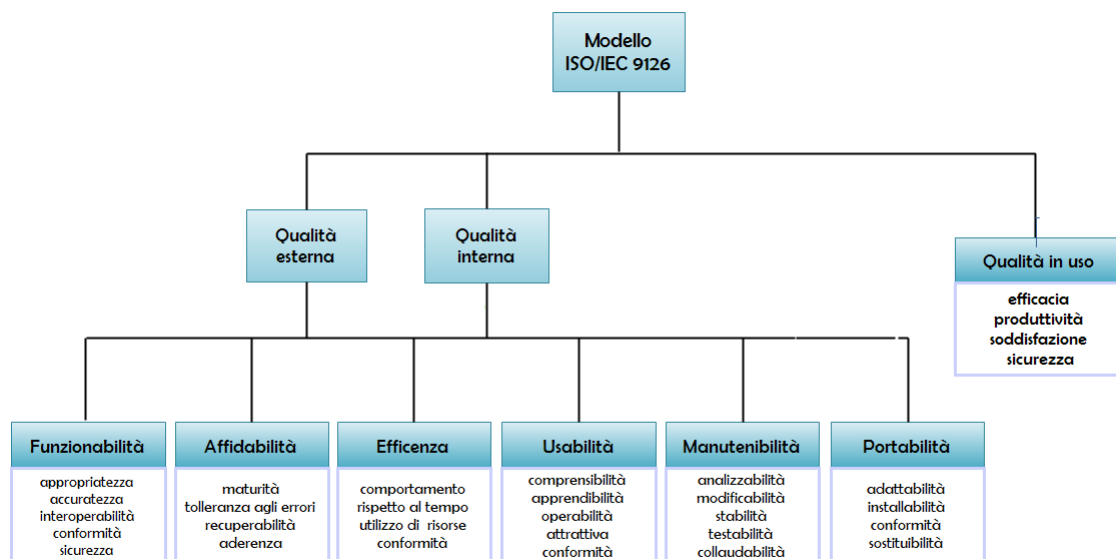 Modello
ISO/IEC 9126
Qualità
esterna
Qualità
interna
Qualità in uso
efficacia
produttività
soddisfazione
sicurezza
Funzionabilità
appropriatezza
accuratezza
interoperabilità
conformità
sicurezza
Affidabilità
maturità
tolleranza agli errori
recuperabilità
aderenza
Efficenza
comportamento
rispetto al tempo
utilizzo di risorse
conformità
Usabilità
comprensibilità
apprendibilità
operabilità
attrattiva
conformità
Manutenibilità
analizzabilità
modificabilità
stabilità
testabilità
collaudabilità
Portabilità
adattabilità
installabilità
conformità
sostituibilità